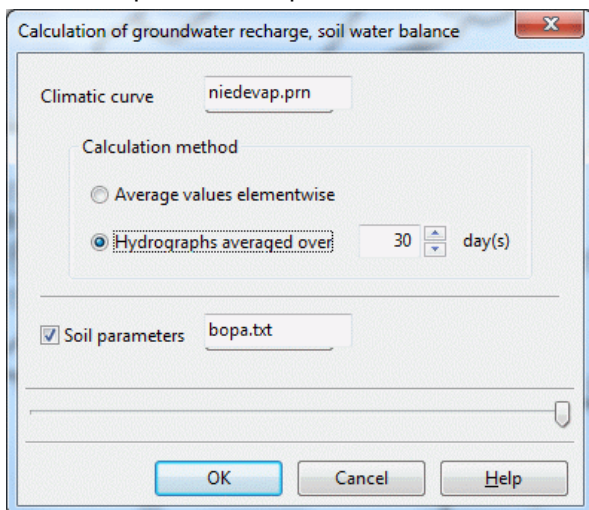 Calculation of groundwater recharge, soil water balance
Climatic curve niedevap.prn
Calculation method
Average values elementwise
Hydrographs averaged over 30 day(s)
Soil parameters bopa.txt
OK Cancel Help